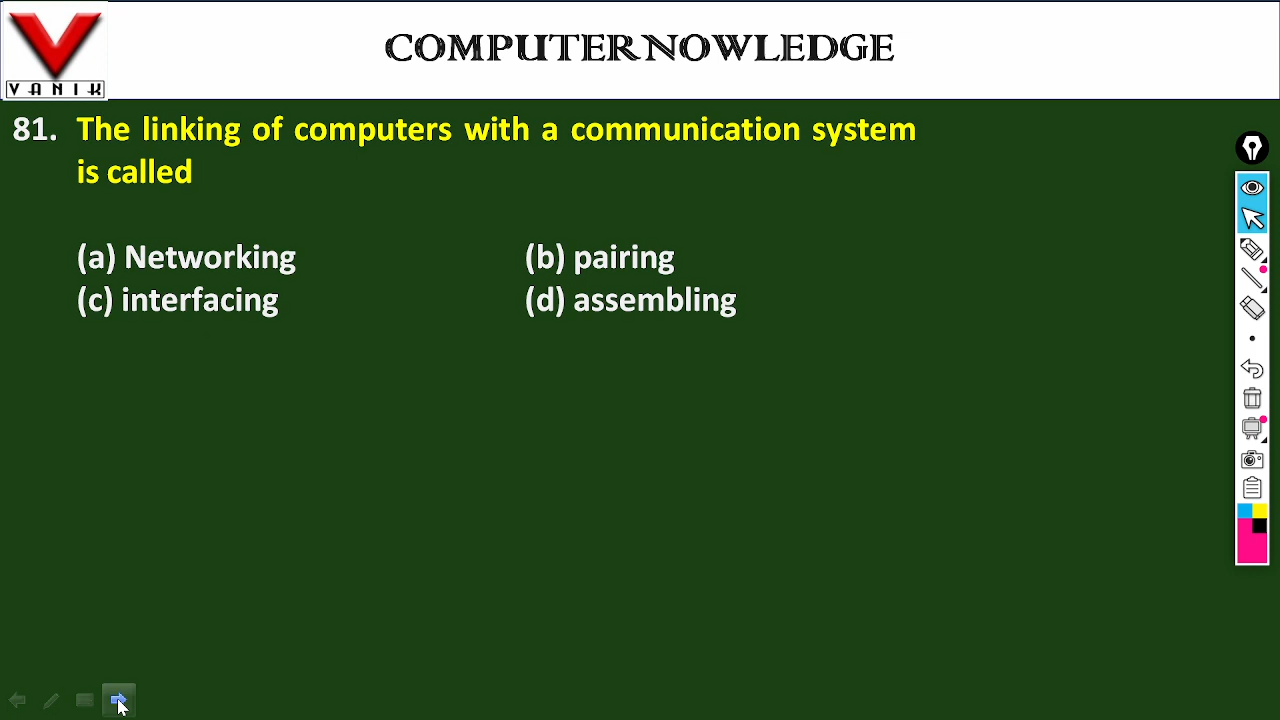 VANIK
COMPUTERNOWLEDGE
81. The linking of computers with a communication system
is called
(a) Networking (b) pairing
(c) interfacing (d) assembling